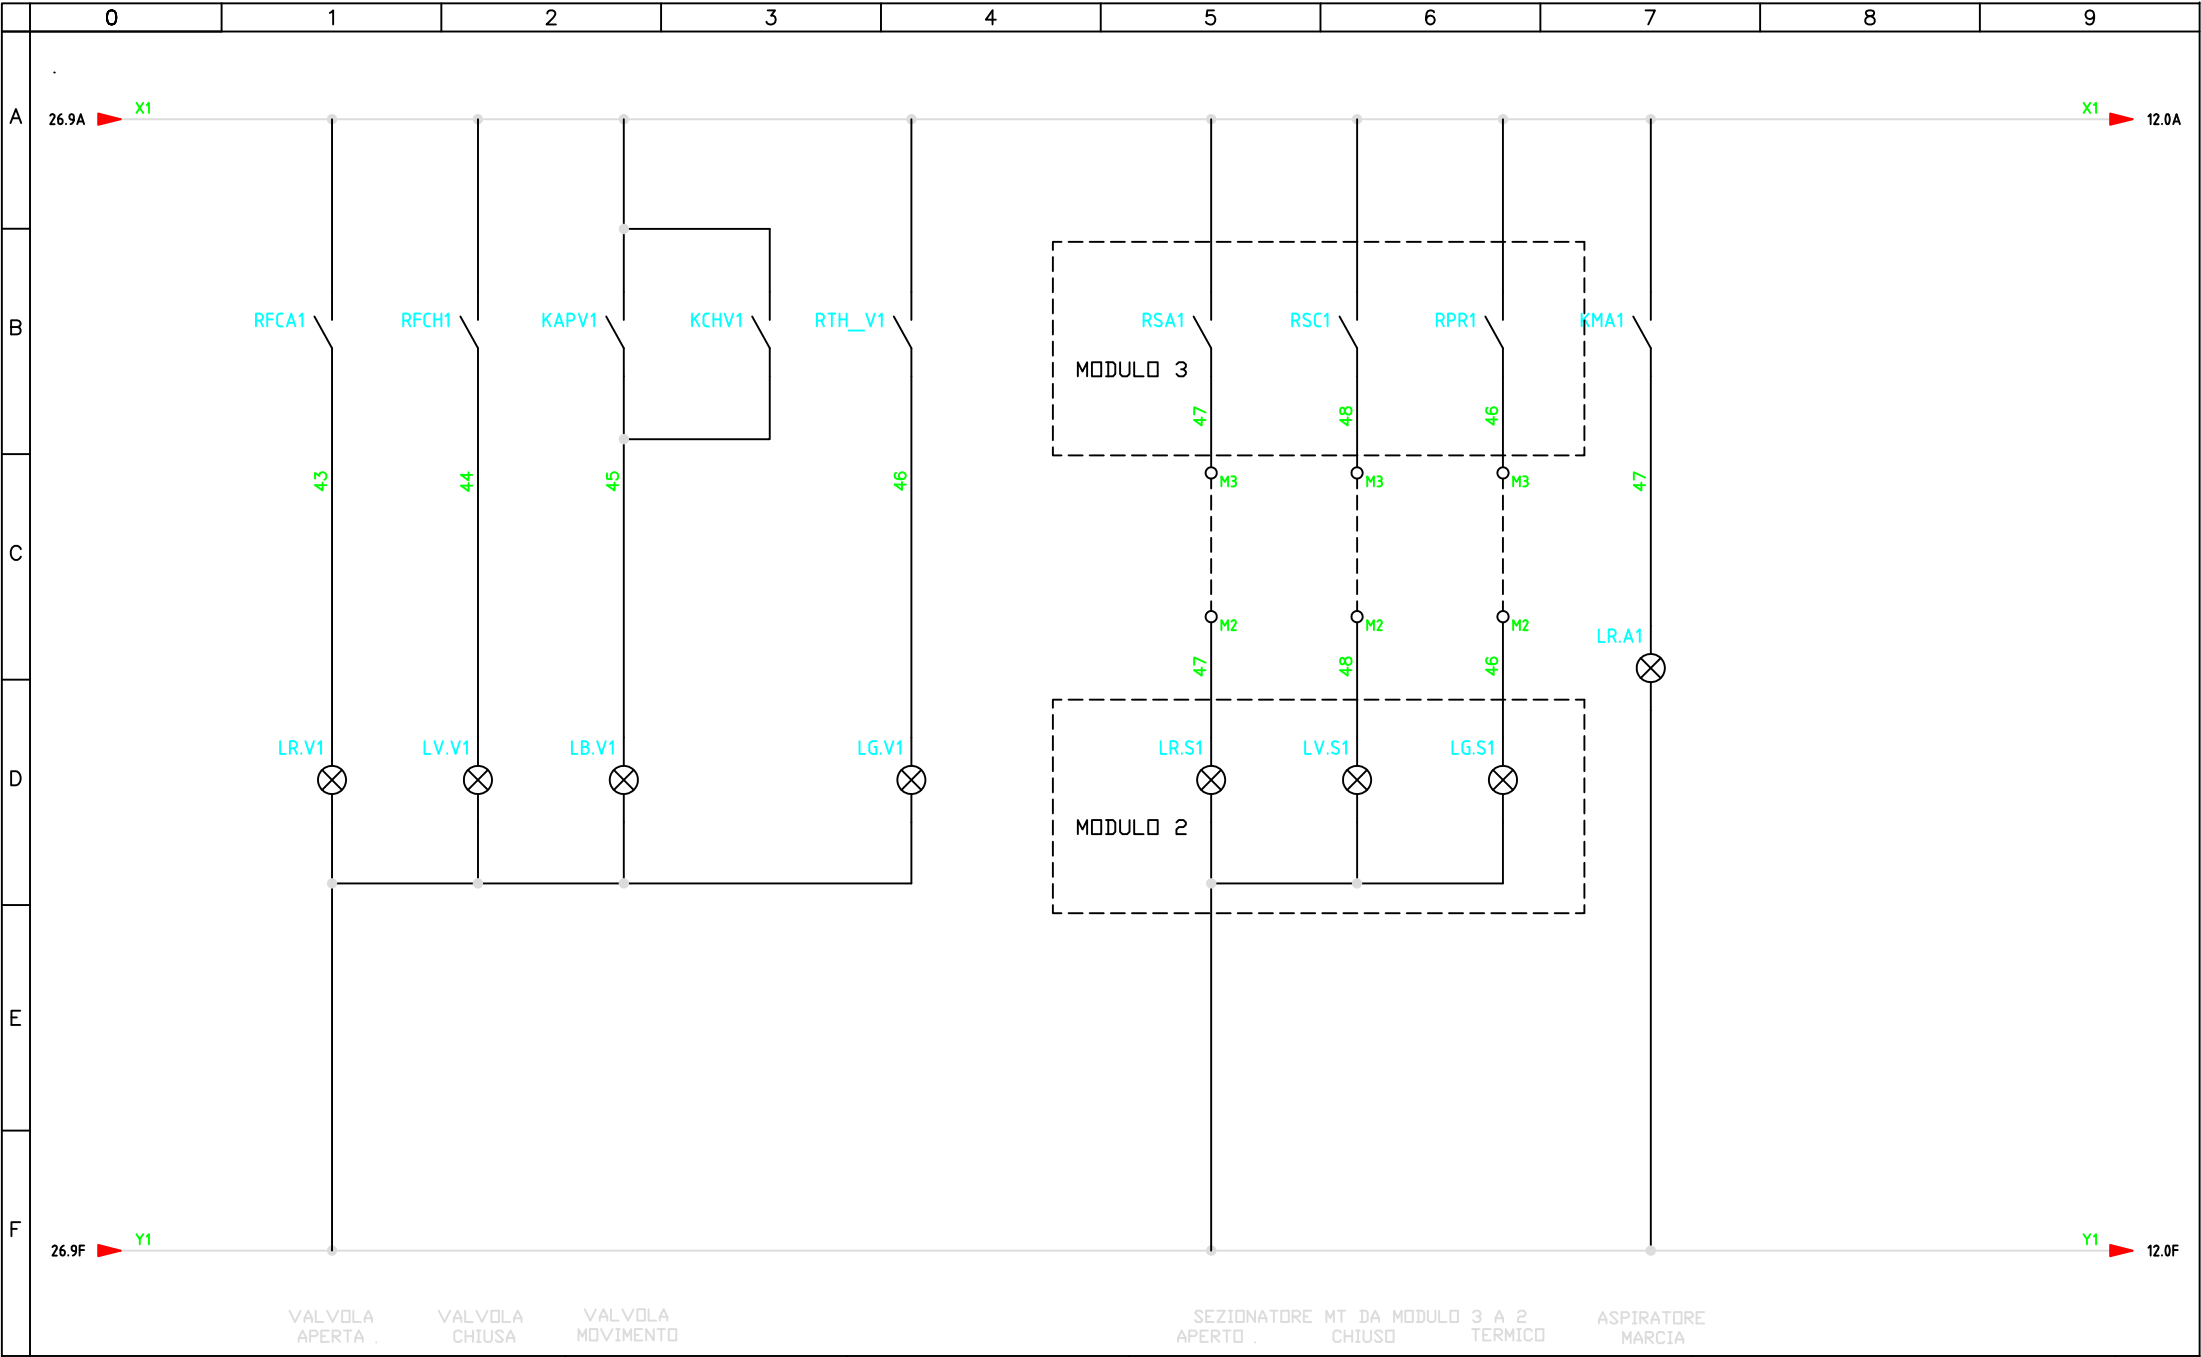 0 1 2 3 4 5 6 7 8 9
A
26.9A X1 X1 12.0A
B
RFCA1 RFCH1 KAPV1 KCHV1 RTH__V1 RSA1 RSC1 RPR1 KMA1
MODULO 3
47 48 46
43 44 45 46 47
M3 M3 M3
C
M2 M2 M2
LR.A1
47 48 46
LR.V1 LV.V1 LB.V1 LG.V1 LR.S1 LV.S1 LG.S1
D
MODULO 2
E
F
26.9F Y1 Y1 12.0F
VALVOLA VALVOLA VALVOLA SEZIONATORE MT DA MODULO 3 A 2 ASPIRATORE
APERTA . CHIUSA MOVIMENTO APERTO . CHIUSO TERMICO MARCIA